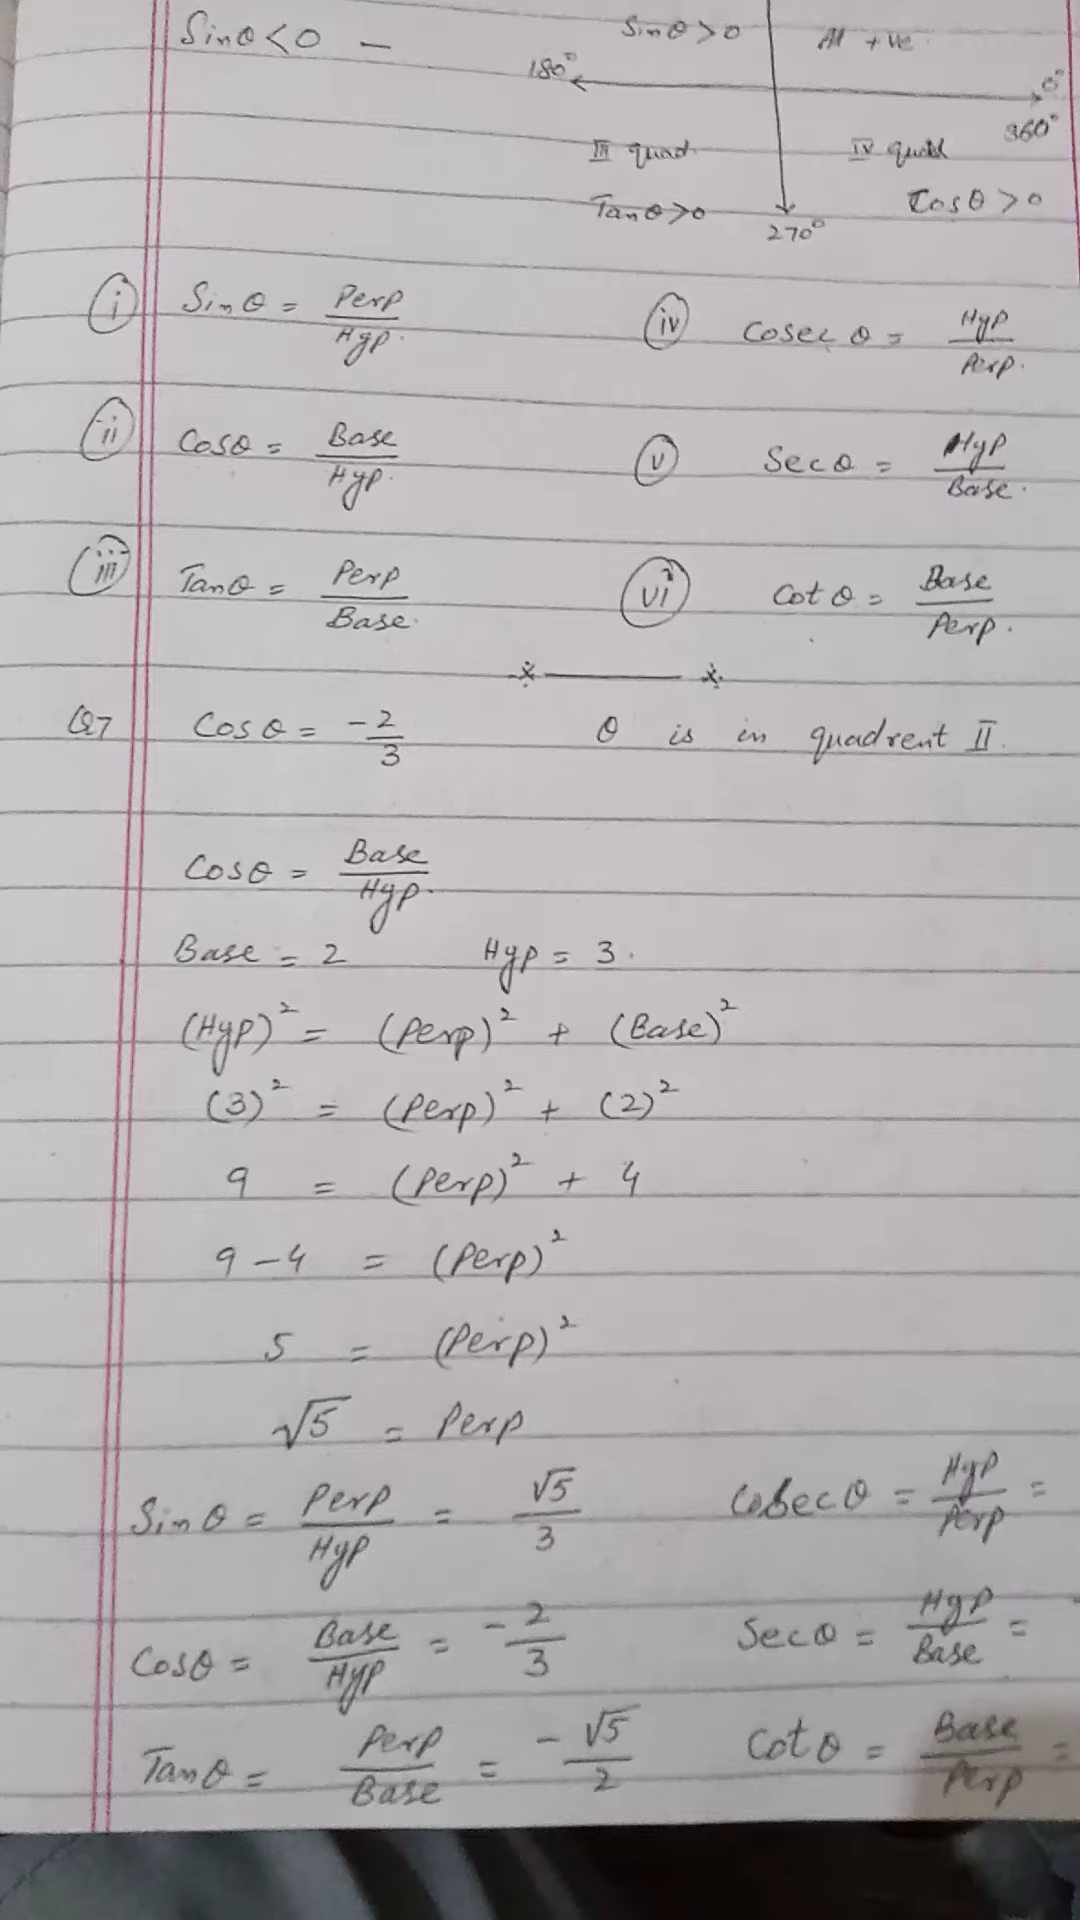 Sinθ<0 —
Sinθ>0 All +ve
180° 0°
360°
III quad. IV quad
Tanθ>0 Cosθ>0
270°
(i) Sinθ = Perp/Hyp. (iv) Cosecθ = Hyp/Perp.
(ii) Cosθ = Base/Hyp. (v) Secθ = Hyp/Base.
(iii) Tanθ = Perp/Base. (vi) Cotθ = Base/Perp.
Q7 Cosθ = -2/3 θ is in quadrent II.
Cosθ = Base/Hyp.
Base = 2 Hyp = 3.
(Hyp)² = (Perp)² + (Base)²
(3)² = (Perp)² + (2)²
9 = (Perp)² + 4
9-4 = (Perp)²
5 = (Perp)²
√5 = Perp
Sinθ = Perp/Hyp = √5/3 Cosecθ = Hyp/Perp =
Cosθ = Base/Hyp = -2/3 Secθ = Hyp/Base =
Tanθ = Perp/Base = -√5/2 Cotθ = Base/Perp =